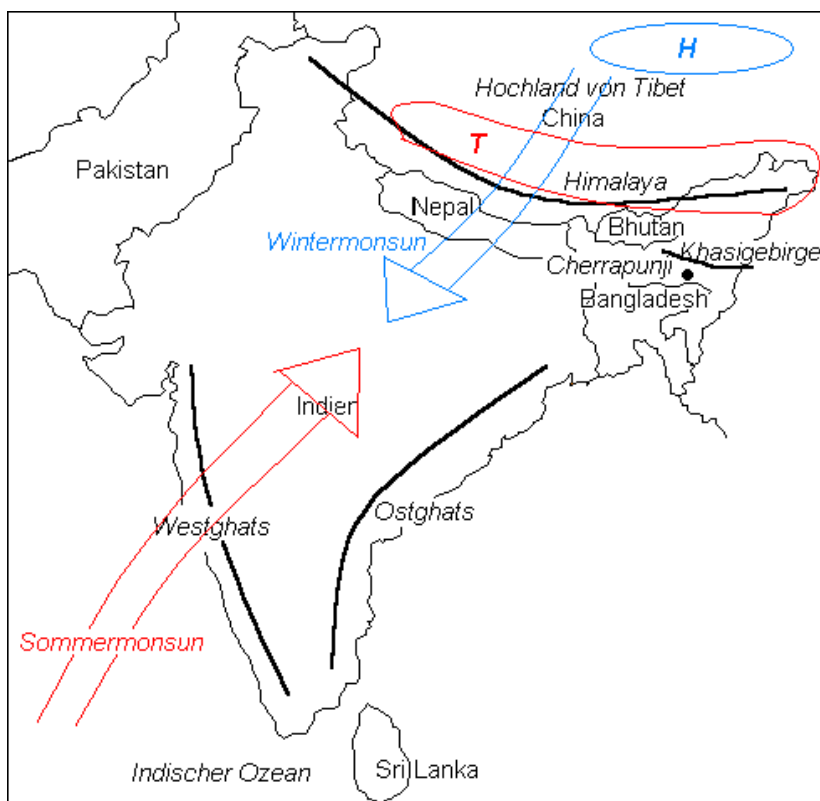 H
Hochland von Tibet
China
T
Pakistan
Himalaya
Nepal
Bhutan
Wintermonsun
Khasigebirge
Cherrapunji
Bangladesh
Indien
Ostghats
Westghats
Sommermonsun
Indischer Ozean
Sri Lanka